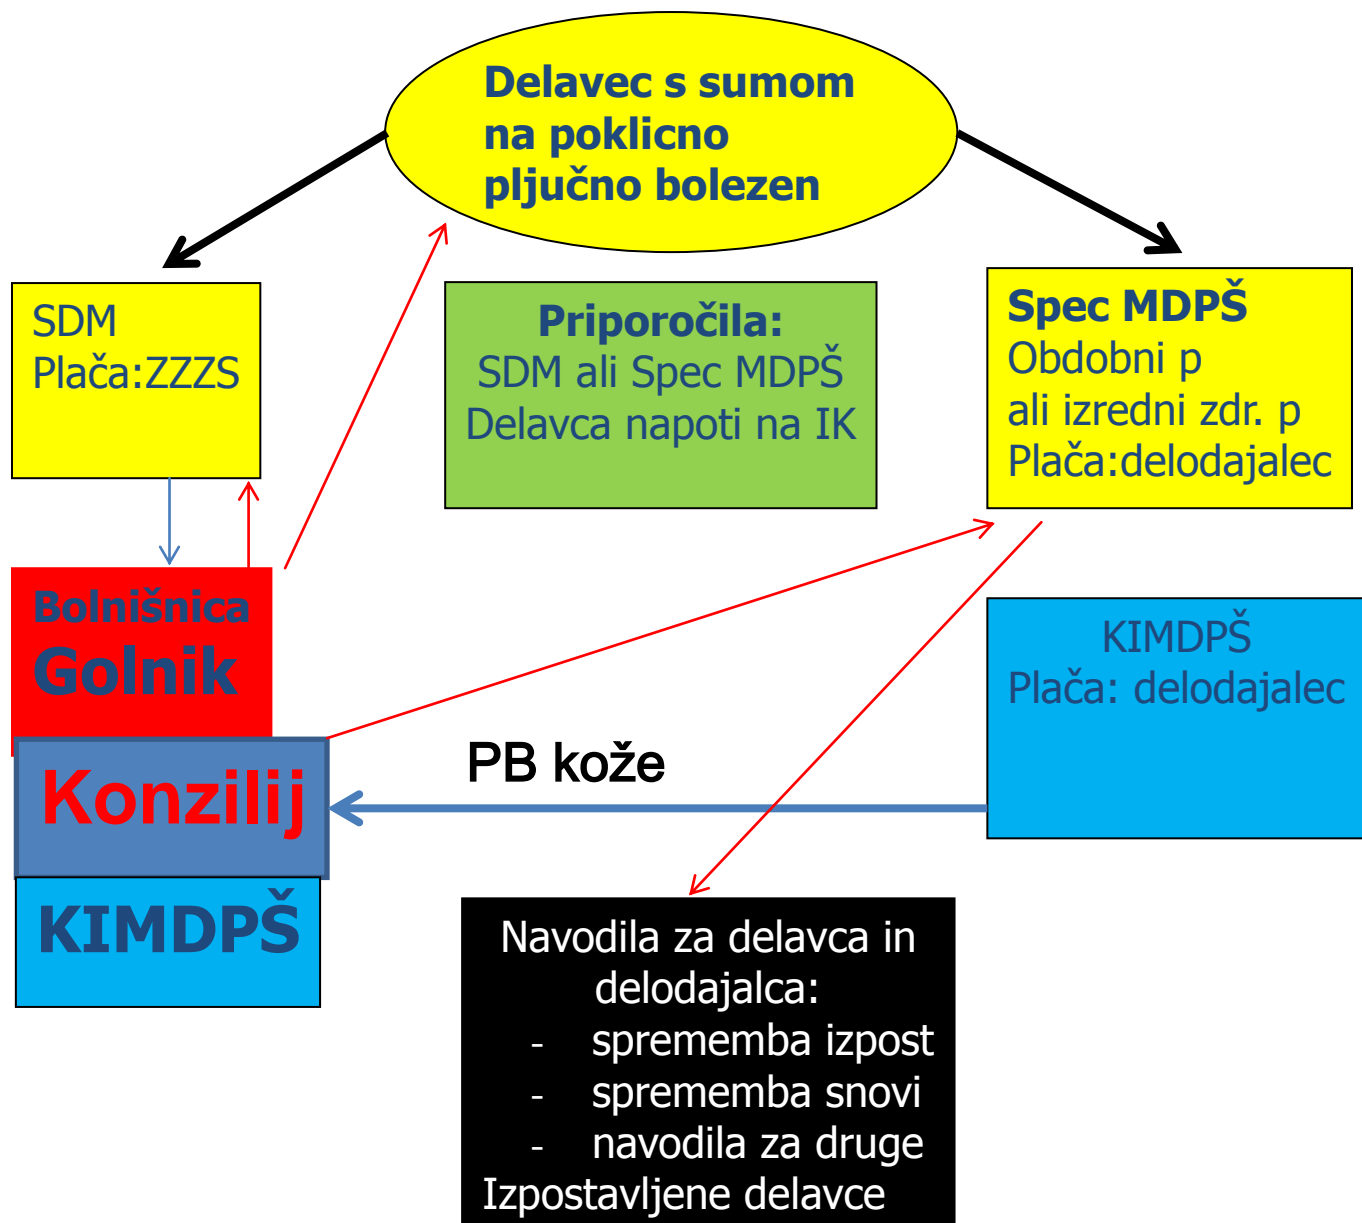 Delavec s sumom
na poklicno
pljučno bolezen
SDM
Plača:ZZZS
Priporočila:
SDM ali Spec MDPŠ
Delavca napoti na IK
Spec MDPŠ
Obdobni p
ali izredni zdr. p
Plača:delodajalec
Bolnišnica
Golnik
KIMDPŠ
Plača: delodajalec
PB kože
Konzilij
KIMDPŠ
Navodila za delavca in
delodajalca:
- sprememba izpost
- sprememba snovi
- navodila za druge
Izpostavljene delavce